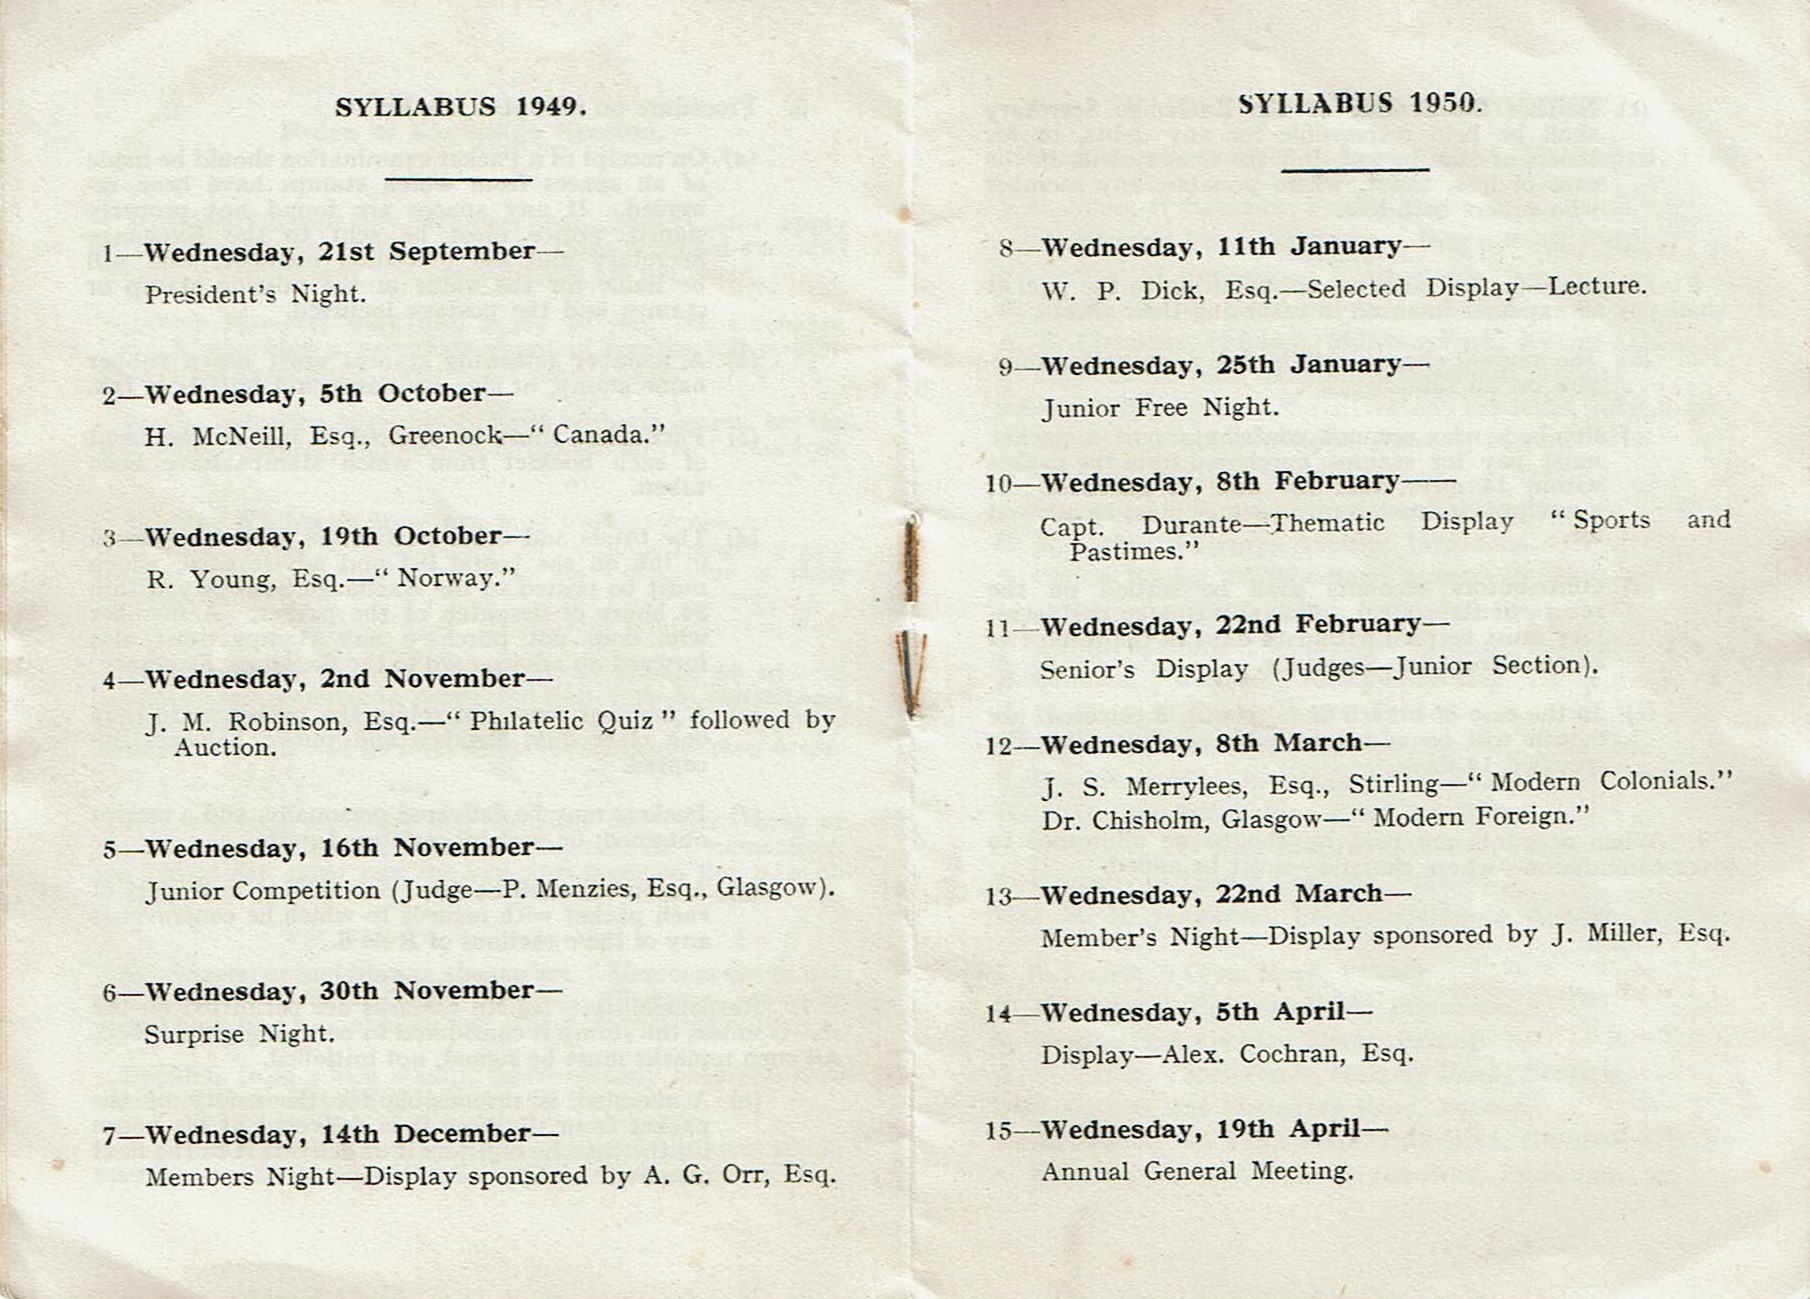 SYLLABUS 1949.
1—Wednesday, 21st September—
President's Night.
2—Wednesday, 5th October—
H. McNeill, Esq., Greenock—“ Canada.”
3—Wednesday, 19th October—
R. Young, Esq.—“ Norway.”
4—Wednesday, 2nd November—
J. M. Robinson, Esq.—“ Philatelic Quiz ” followed by
Auction.
5—Wednesday, 16th November—
Junior Competition (Judge—P. Menzies, Esq., Glasgow).
6—Wednesday, 30th November—
Surprise Night.
7—Wednesday, 14th December—
Members Night—Display sponsored by A. G. Orr, Esq.
SYLLABUS 1950.
8—Wednesday, 11th January—
W. P. Dick, Esq.—Selected Display—Lecture.
9—Wednesday, 25th January—
Junior Free Night.
10—Wednesday, 8th February——
Capt. Durante—Thematic Display “ Sports and
Pastimes.”
11—Wednesday, 22nd February—
Senior's Display (Judges—Junior Section).
12—Wednesday, 8th March—
J. S. Merrylees, Esq., Stirling—“ Modern Colonials.”
Dr. Chisholm, Glasgow—“ Modern Foreign.”
13—Wednesday, 22nd March—
Member's Night—Display sponsored by J. Miller, Esq.
14—Wednesday, 5th April—
Display—Alex. Cochran, Esq.
15—Wednesday, 19th April—
Annual General Meeting.